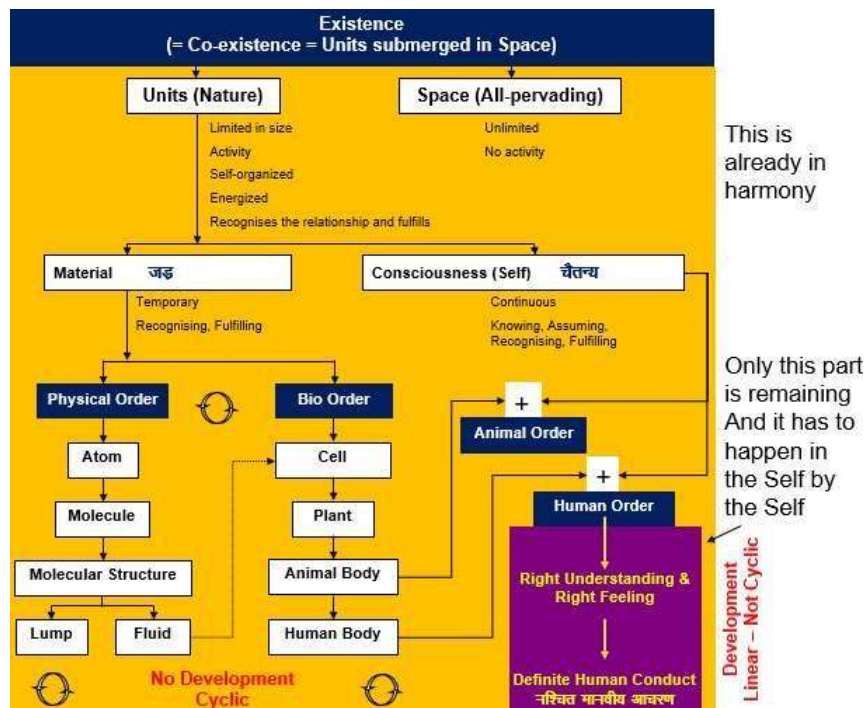 Existence
(= Co-existence = Units submerged in Space)
Units (Nature)
Space (All-pervading)
Limited in size
Activity
Self-organized
Energized
Recognises the relationship and fulfills
Unlimited
No activity
This is
already in
harmony
Material जड़
Consciousness (Self) चैतन्य
Temporary
Recognising, Fulfilling
Continuous
Knowing, Assuming,
Recognising, Fulfilling
Physical Order
Bio Order
+
Animal Order
Only this part
is remaining
And it has to
happen in
the Self by
the Self
Atom
Cell
+
Human Order
Molecule
Plant
Molecular Structure
Animal Body
Right Understanding &
Right Feeling
Lump
Fluid
Human Body
No Development
Cyclic
Definite Human Conduct
निश्चित मानवीय आचरण
Development
Linear – Not Cyclic